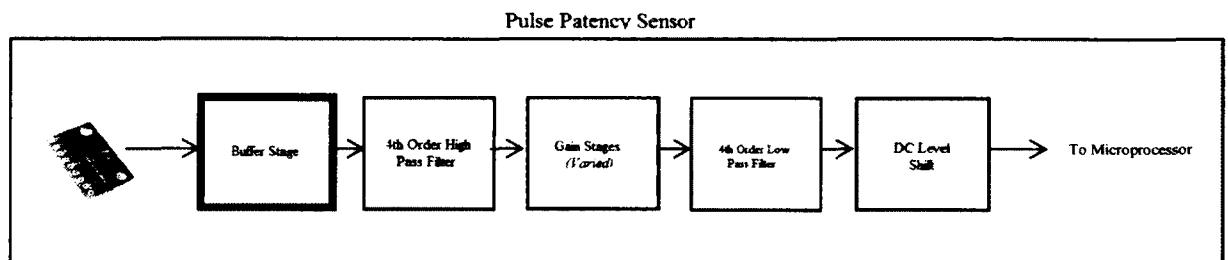 Pulse Patency Sensor
Buffer Stage
4th Order High
Pass Filter
Gain Stages
(Varied)
4th Order Low
Pass Filter
DC Level
Shift
To Microprocessor